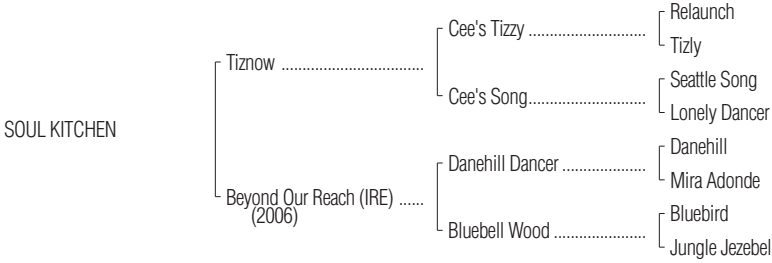 Relaunch
Cee's Tizzy ..............................
Tizly
Tiznow ....................................
Seattle Song
Cee's Song..............................
Lonely Dancer
SOUL KITCHEN
Danehill
Danehill Dancer ......................
Mira Adonde
Beyond Our Reach (IRE) ......
(2006)
Bluebird
Bluebell Wood ........................
Jungle Jezebel